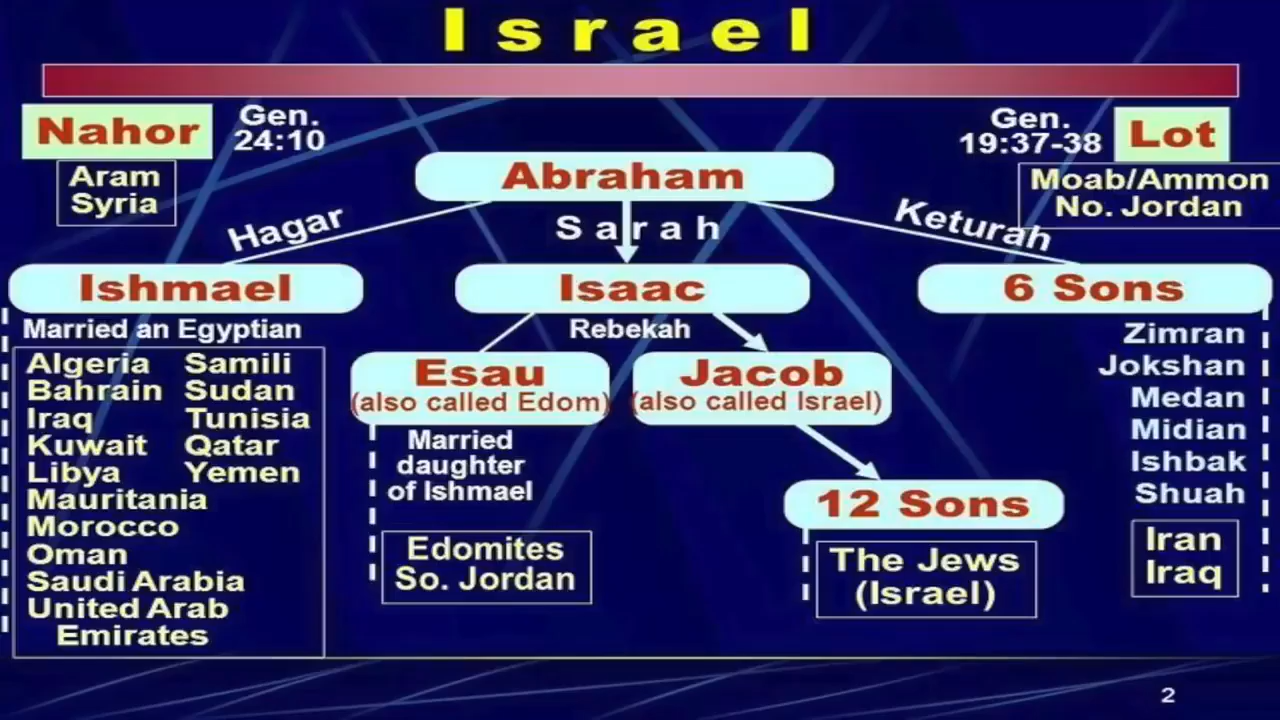 Israel
Nahor
Gen.
24:10
Aram
Syria
Gen.
19:37-38
Lot
Moab/Ammon
No. Jordan
Abraham
Hagar
Sarah
Keturah
Ishmael
Married an Egyptian
Algeria Samili
Bahrain Sudan
Iraq Tunisia
Kuwait Qatar
Libya Yemen
Mauritania
Morocco
Oman
Saudi Arabia
United Arab
Emirates
Isaac
Rebekah
Esau
(also called Edom)
Married
daughter
of Ishmael
Edomites
So. Jordan
Jacob
(also called Israel)
12 Sons
The Jews
(Israel)
6 Sons
Zimran
Jokshan
Medan
Midian
Ishbak
Shuah
Iran
Iraq
2